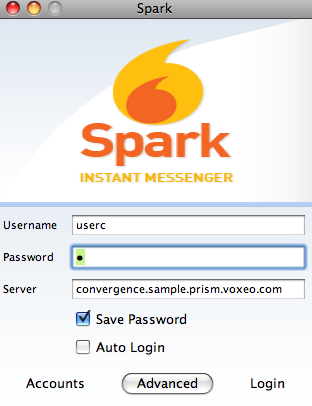 Spark
Spark
INSTANT MESSENGER
Username userc
Password •
Server convergence.sample.prism.voxeo.com
Save Password
Auto Login
Accounts Advanced Login